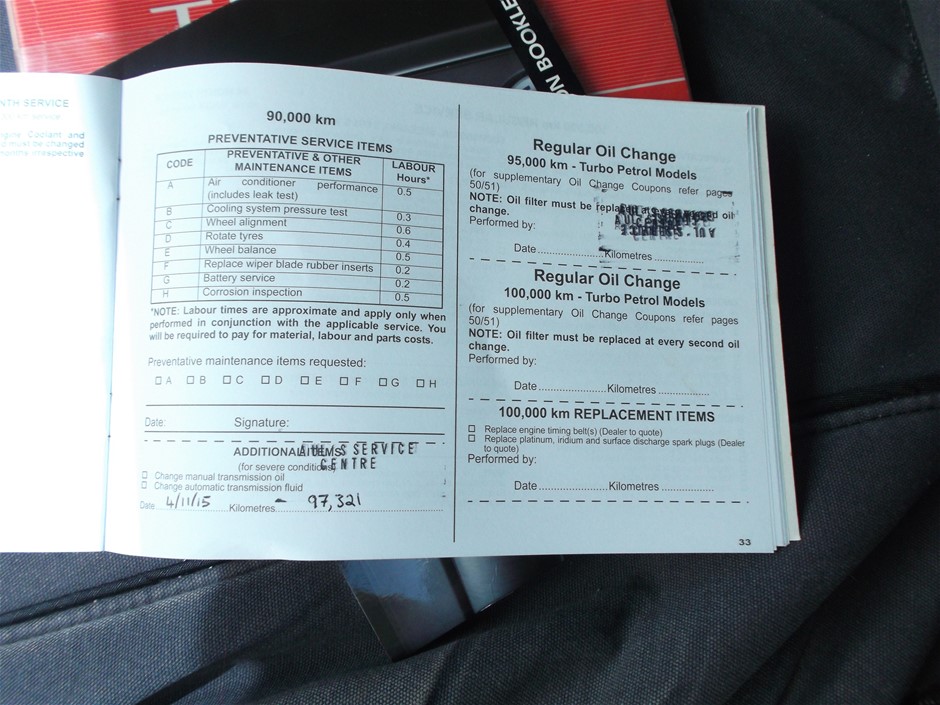 ON BOOKLE
NTH SERVICE
Coolant and
must be changed
irrespective
90,000 km
PREVENTATIVE SERVICE ITEMS
CODE PREVENTATIVE & OTHER MAINTENANCE ITEMS LABOUR Hours*
A Air conditioner performance (includes leak test) 0.5
B Cooling system pressure test 0.3
C Wheel alignment 0.6
D Rotate tyres 0.4
E Wheel balance 0.5
F Replace wiper blade rubber inserts 0.2
G Battery service 0.2
H Corrosion inspection 0.5
*NOTE: Labour times are approximate and apply only when
performed in conjunction with the applicable service. You
will be required to pay for material, labour and parts costs.
Preventative maintenance items requested:
A B C D E F G H
Date: Signature:
ADDITIONAL ITEMS
S SERVICE
CENTRE
(for severe conditions)
Change manual transmission oil
Change automatic transmission fluid
Date 4/11/15 Kilometres - 97,321
Regular Oil Change
95,000 km - Turbo Petrol Models
(for supplementary Oil Change Coupons refer pages
50/51)
NOTE: Oil filter must be oil
change.
Performed by:
CENTRE
Date Kilometres
Regular Oil Change
100,000 km - Turbo Petrol Models
(for supplementary Oil Change Coupons refer pages
50/51)
NOTE: Oil filter must be replaced at every second oil
change.
Performed by:
Date Kilometres
100,000 km REPLACEMENT ITEMS
Replace engine timing belt(s) (Dealer to quote)
Replace platinum, iridium and surface discharge spark plugs (Dealer
to quote)
Performed by:
Date Kilometres
33